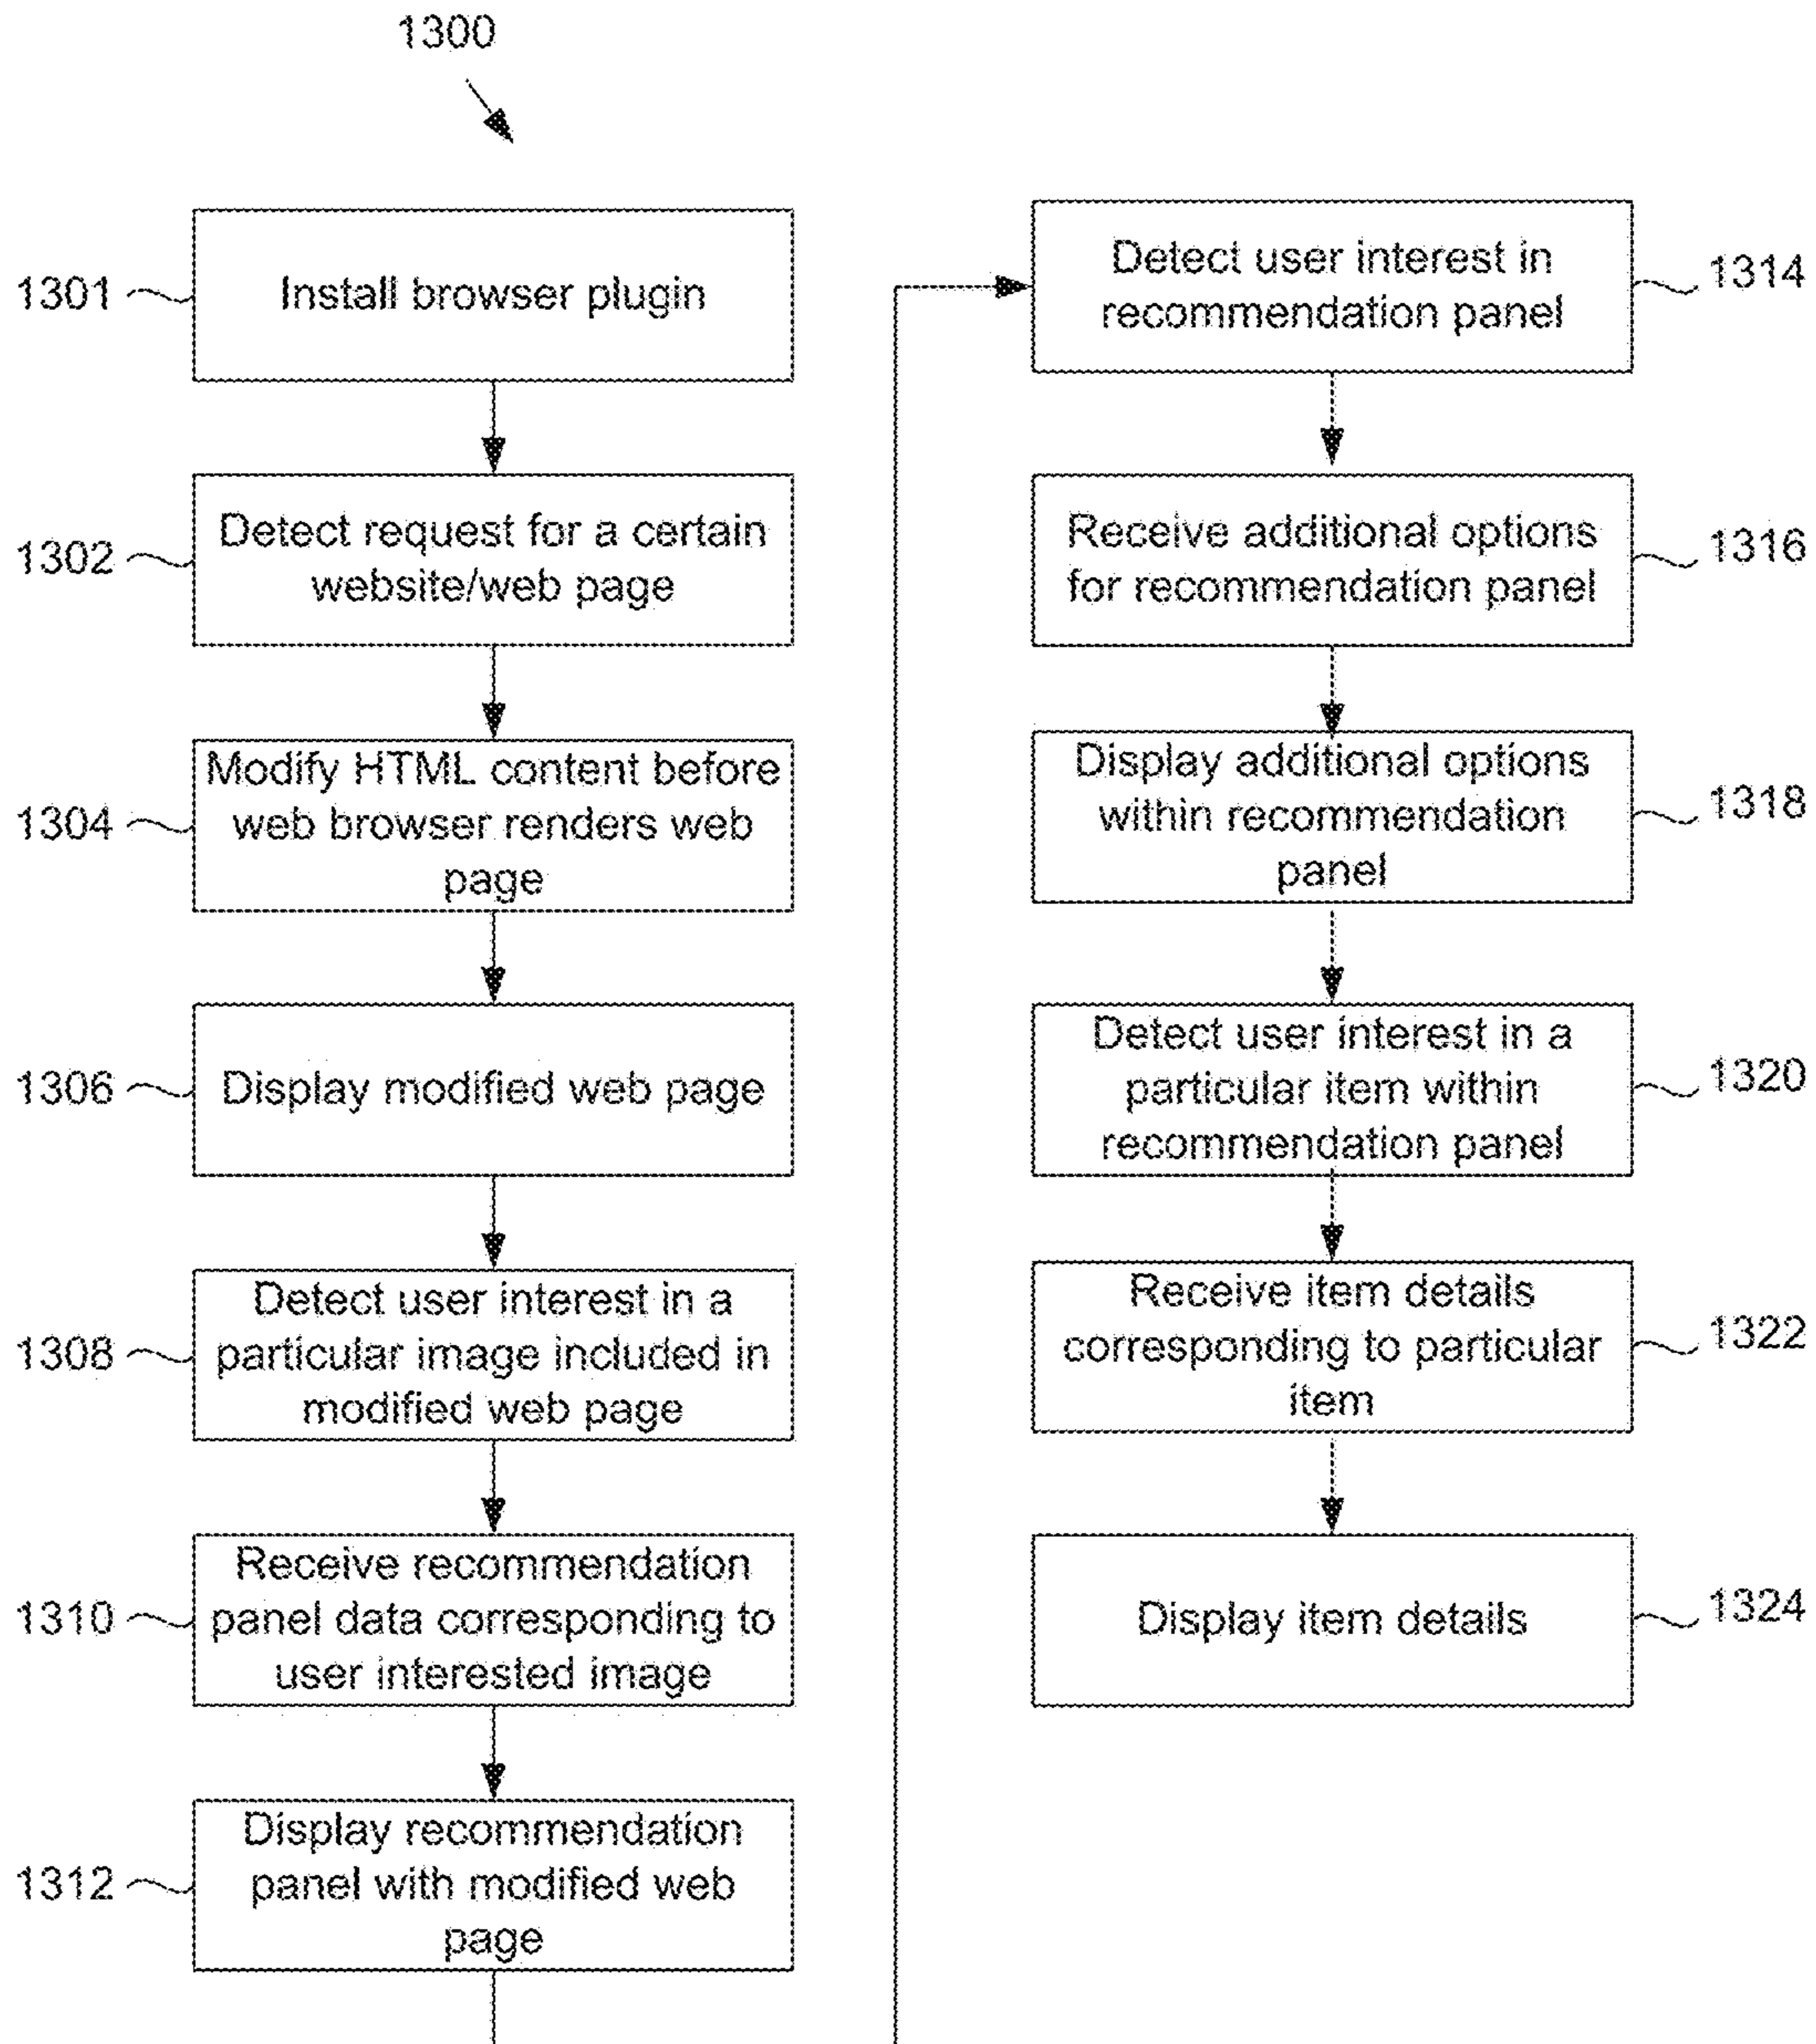 1300
1301
Install browser plugin
1302
Detect request for a certain
website/web page
1304
Modify HTML content before
web browser renders web
page
1306
Display modified web page
1308
Detect user interest in a
particular image included in
modified web page
1310
Receive recommendation
panel data corresponding to
user interested image
1312
Display recommendation
panel with modified web
page
Detect user interest in
recommendation panel
1314
Receive additional options
for recommendation panel
1316
Display additional options
within recommendation
panel
1318
Detect user interest in a
particular item within
recommendation panel
1320
Receive item details
corresponding to particular
item
1322
Display item details
1324